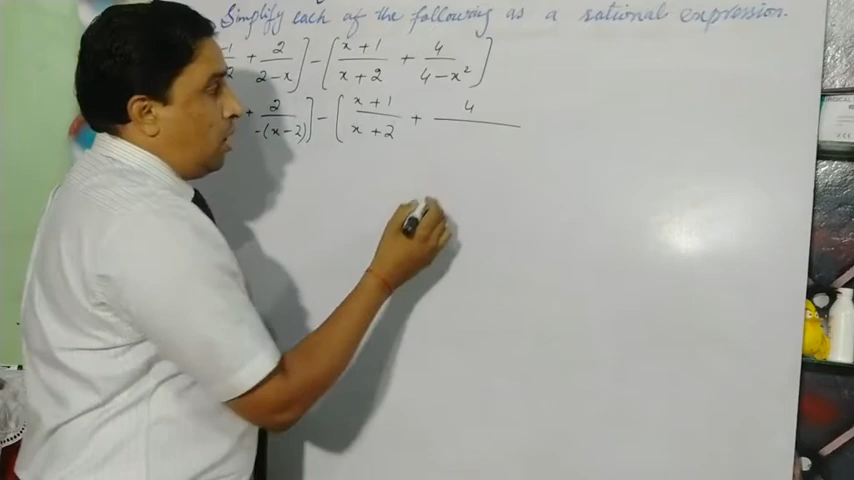 Simplify each of the following as a rational expression.
-1/2 + 2/(2-x)] - [(x+1)/(x+2) + 4/(4-x²)]
+ 2/-(x-2)] - [(x+1)/(x+2) + 4/